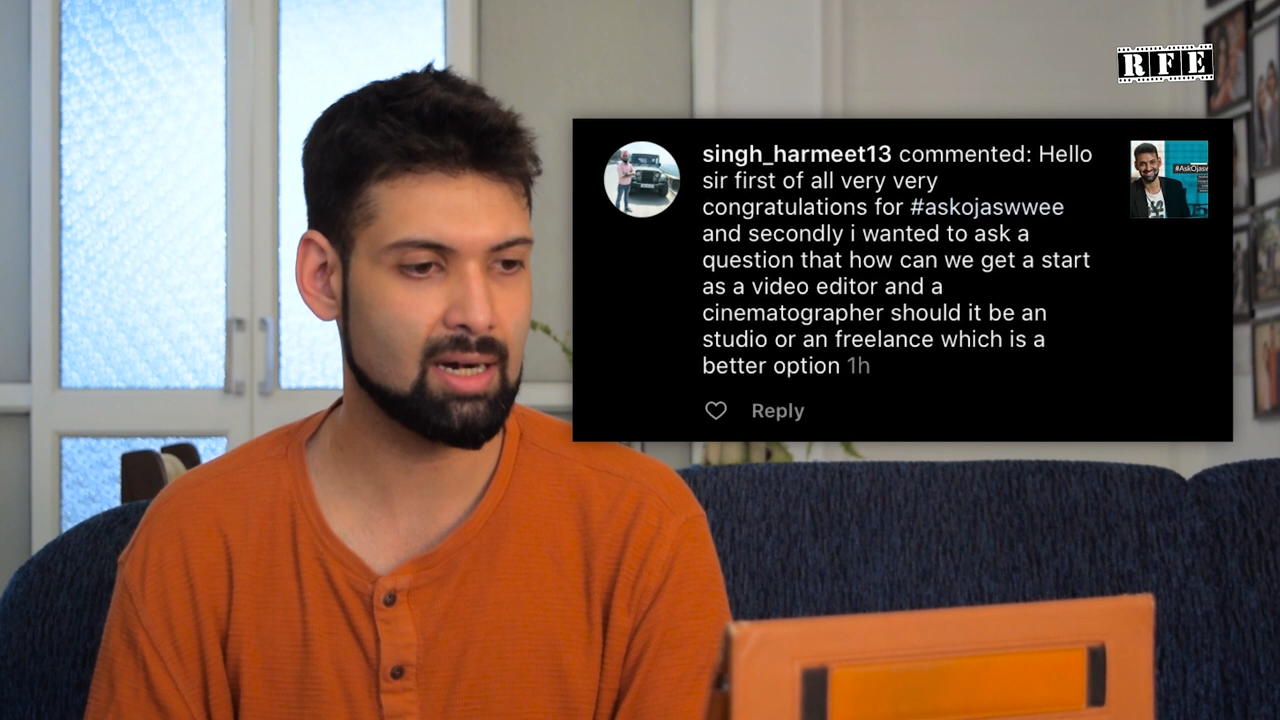 RFE
singh_harmeet13 commented: Hello
sir first of all very very
congratulations for #askojaswwee
and secondly i wanted to ask a
question that how can we get a start
as a video editor and a
cinematographer should it be an
studio or an freelance which is a
better option 1h
Reply